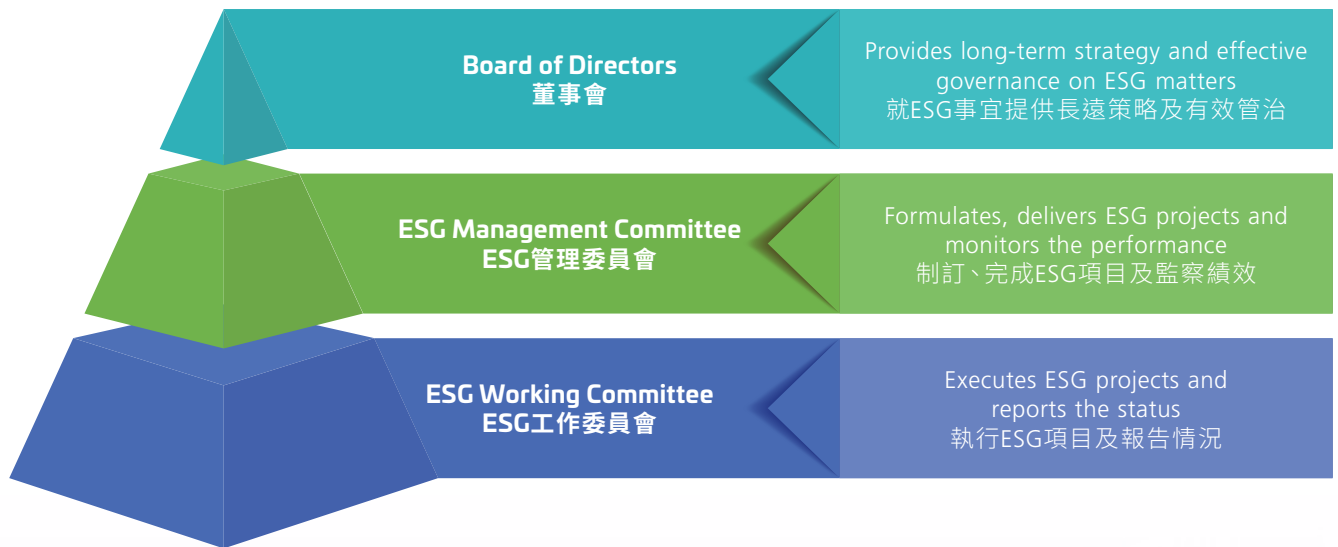 Board of Directors
董事會
Provides long-term strategy and effective
governance on ESG matters
就ESG事宜提供長遠策略及有效管治
ESG Management Committee
ESG管理委員會
Formulates, delivers ESG projects and
monitors the performance
制訂、完成ESG項目及監察績效
ESG Working Committee
ESG工作委員會
Executes ESG projects and
reports the status
執行ESG項目及報告情況